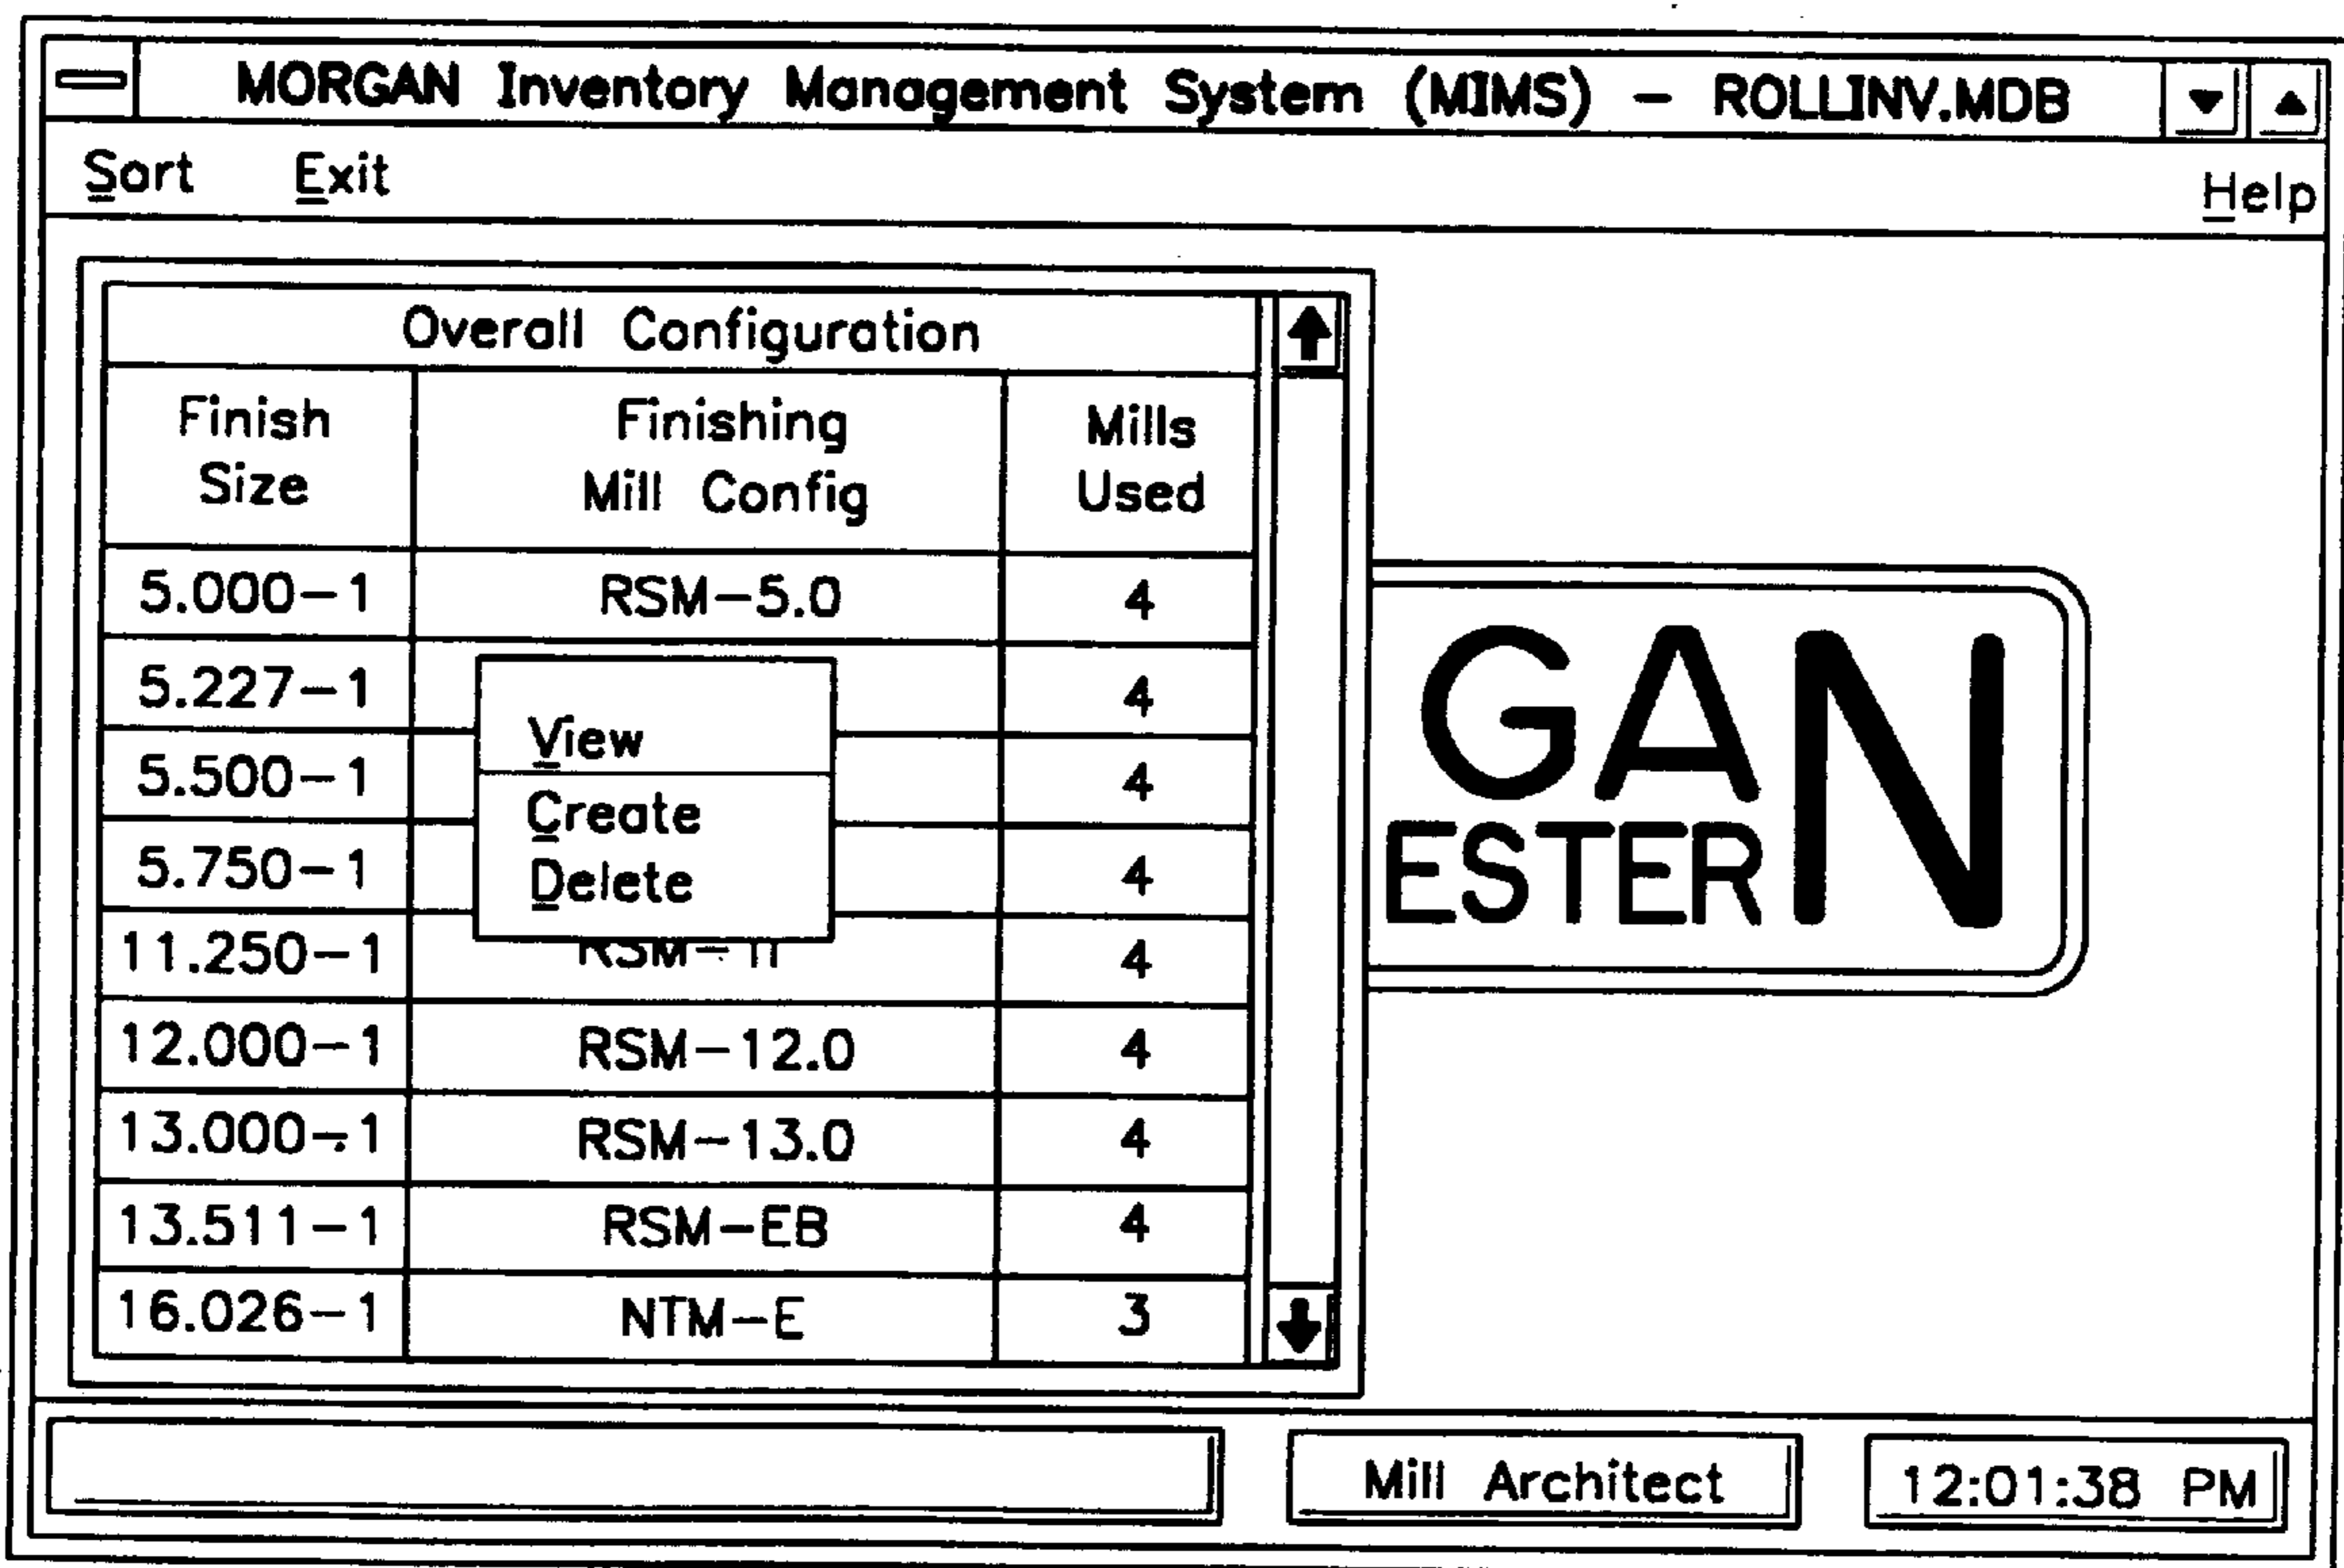 MORGAN Inventory Management System (MIMS) - ROLLINV.MDB
Sort Exit Help
Overall Configuration
Finish Size Finishing Mill Config Mills Used
5.000-1 RSM-5.0 4
5.227-1 4
View
5.500-1 4
Create
5.750-1 4
Delete
11.250-1 4
12.000-1 RSM-12.0 4
13.000-1 RSM-13.0 4
13.511-1 RSM-EB 4
16.026-1 NTM-E 3
GAN
ESTER
Mill Architect 12:01:38 PM